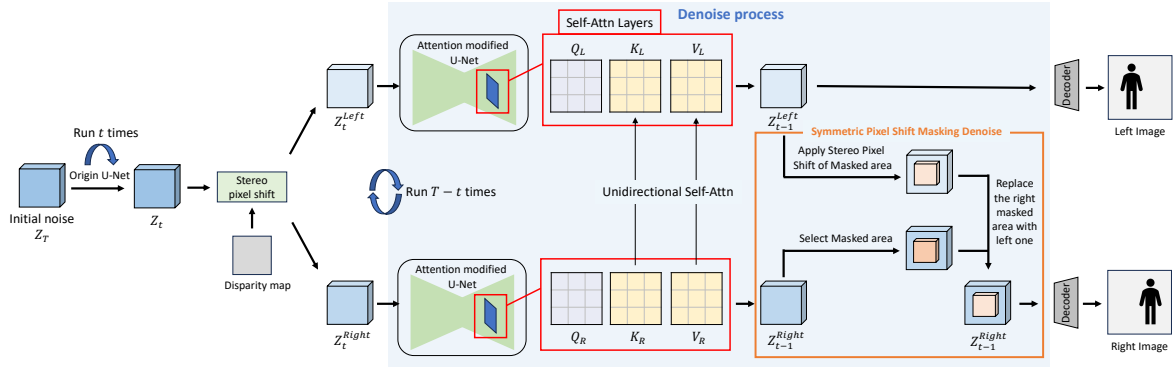 Denoise process
Self-Attn Layers
Attention modified
U-Net
Q_L
K_L
V_L
Z_t^{Left}
Z_{t-1}^{Left}
Decoder
Left Image
Run t times
Origin U-Net
Initial noise
Z_T
Z_t
Stereo
pixel shift
Disparity map
Run T − t times
Unidirectional Self-Attn
Symmetric Pixel Shift Masking Denoise
Apply Stereo Pixel
Shift of Masked area
Replace
the right
masked
area with
left one
Select Masked area
Attention modified
U-Net
Q_R
K_R
V_R
Z_t^{Right}
Z_{t-1}^{Right}
Z_{t-1}^{Right}
Decoder
Right Image